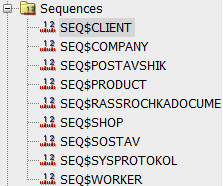 Sequences
SEQ$CLIENT
SEQ$COMPANY
SEQ$POSTAVSHIK
SEQ$PRODUCT
SEQ$RASSROCHKADOCUME
SEQ$SHOP
SEQ$SOSTAV
SEQ$SYSPROTOKOL
SEQ$WORKER